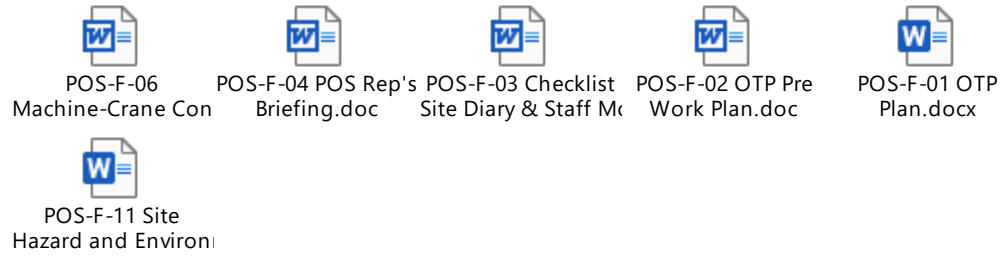 POS-F-06
Machine-Crane Con
POS-F-04 POS Rep's
Briefing.doc
POS-F-03 Checklist
Site Diary & Staff Mo
POS-F-02 OTP Pre
Work Plan.doc
POS-F-01 OTP
Plan.docx
POS-F-11 Site
Hazard and Environ